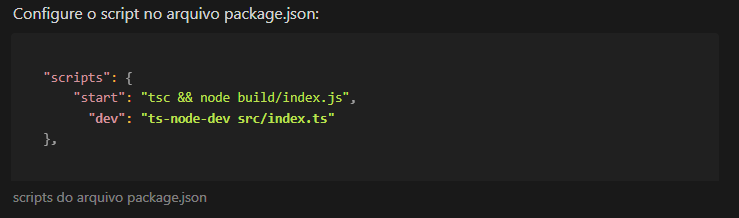 Configure o script no arquivo package.json:
"scripts": {
"start": "tsc && node build/index.js",
"dev": "ts-node-dev src/index.ts"
},
scripts do arquivo package.json